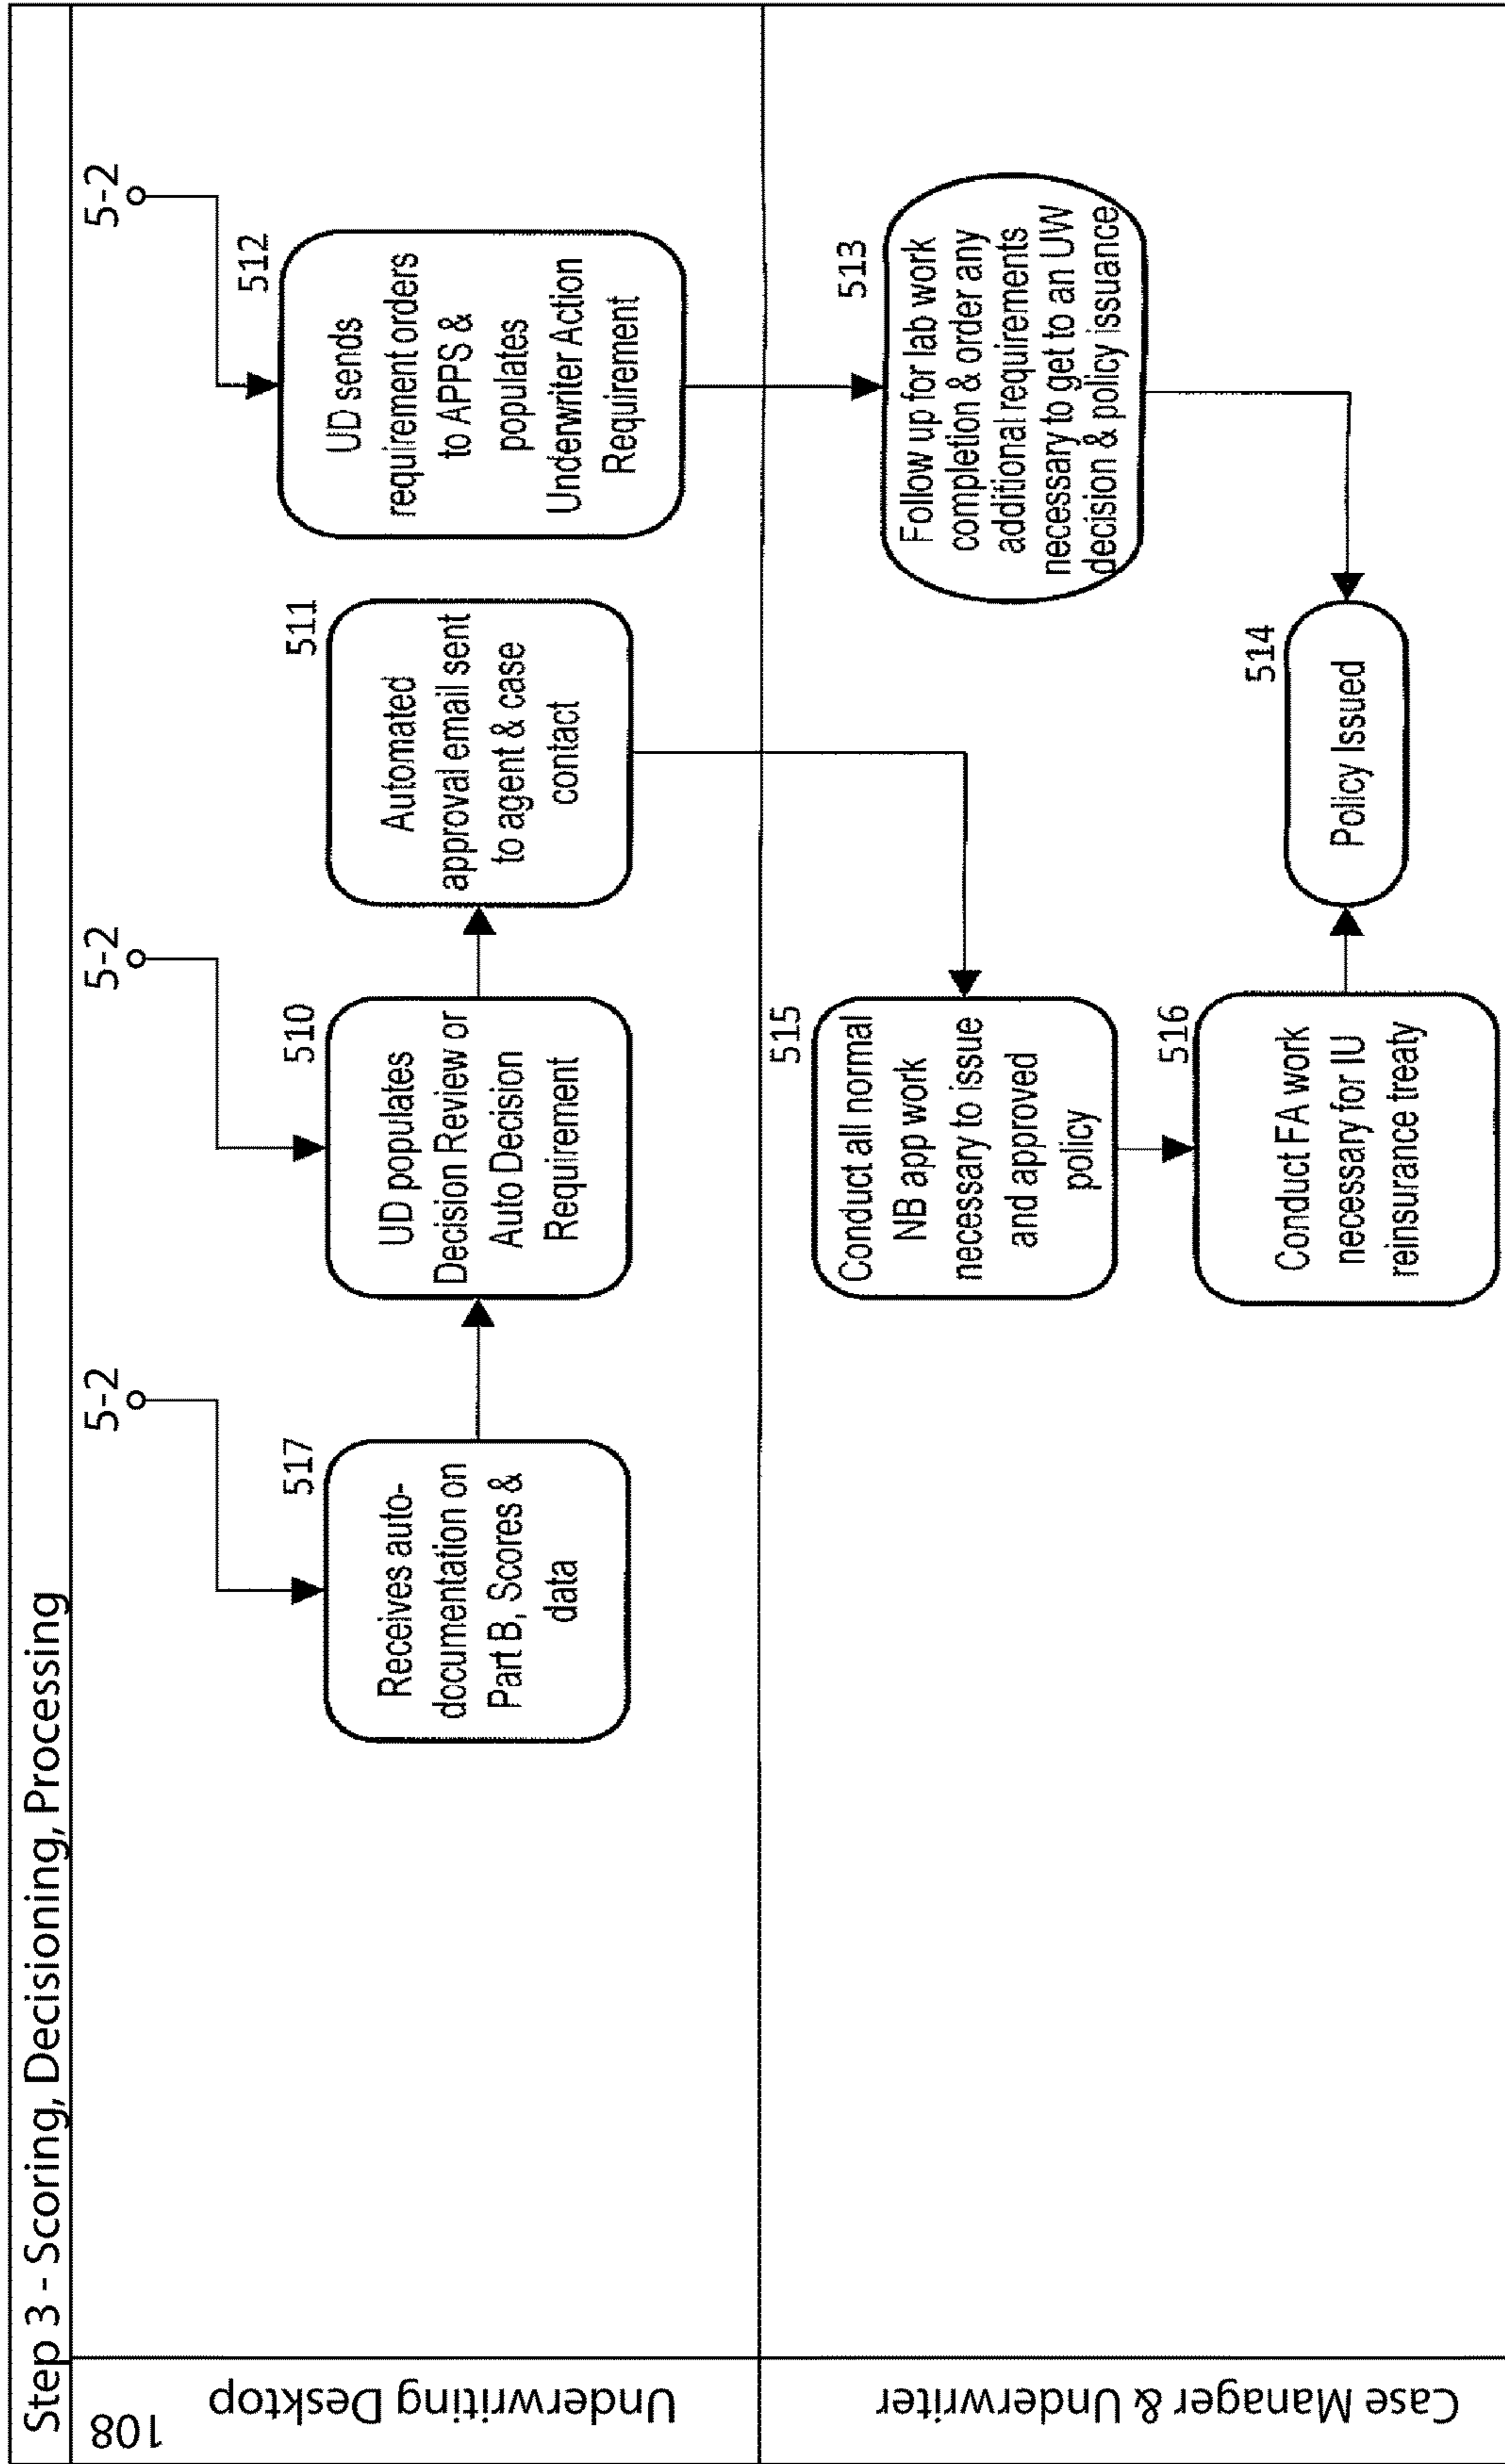 Step 3 - Scoring, Decisioning, Processing
108
Underwriting Desktop
5-2
517
Receives auto-
documentation on
Part B, Scores &
data
5-2
510
UD populates
Decision Review or
Auto Decision
Requirement
511
Automated
approval email sent
to agent & case
contact
5-2
512
UD sends
requirement orders
to APPS &
populates
Underwriter Action
Requirement
Case Manager & Underwriter
515
Conduct all normal
NB app work
necessary to issue
and approved
policy
516
Conduct FA work
necessary for IU
reinsurance treaty
513
Follow up for lab work
completion & order any
additional requirements
necessary to get to an UW
decision & policy issuance
514
Policy Issued